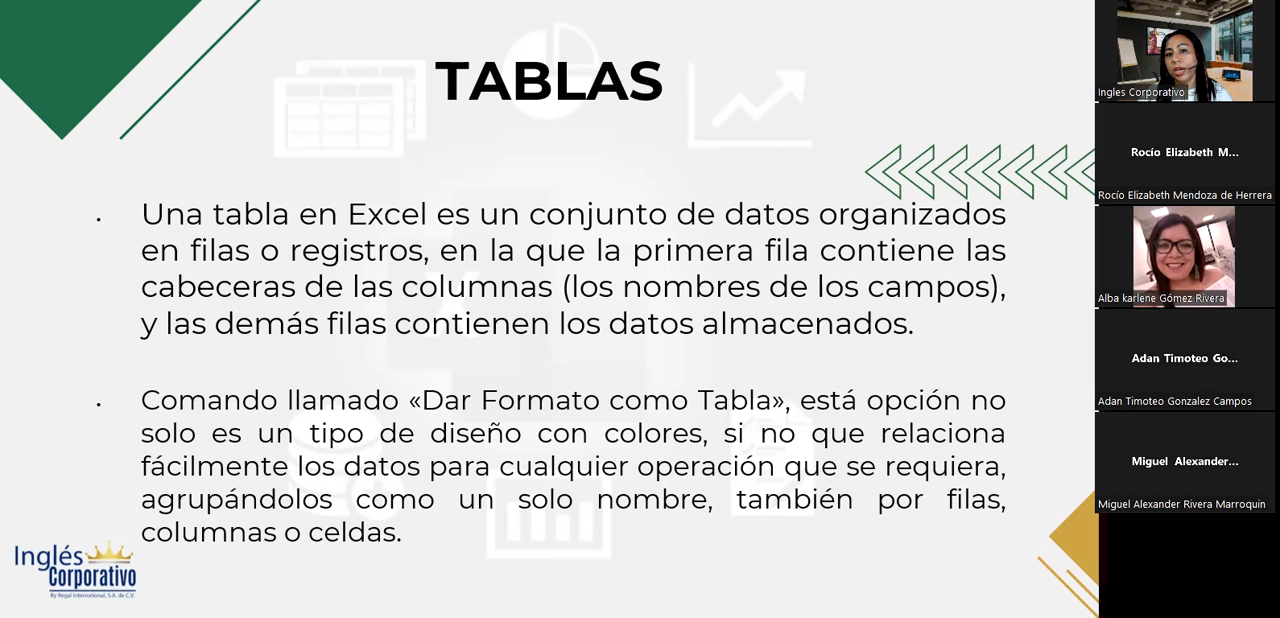 TABLAS
Una tabla en Excel es un conjunto de datos organizados
en filas o registros, en la que la primera fila contiene las
cabeceras de las columnas (los nombres de los campos),
y las demás filas contienen los datos almacenados.
Comando llamado «Dar Formato como Tabla», está opción no
solo es un tipo de diseño con colores, si no que relaciona
fácilmente los datos para cualquier operación que se requiera,
agrupándolos como un solo nombre, también por filas,
columnas o celdas.
Inglés
Corporativo
By Regal International, S.A. de C.V.
Ingles Corporativo
Rocío Elizabeth M...
Rocío Elizabeth Mendoza de Herrera
Alba karlene Gómez Rivera
Adan Timoteo Go...
Adan Timoteo Gonzalez Campos
Miguel Alexander...
Miguel Alexander Rivera Marroquin